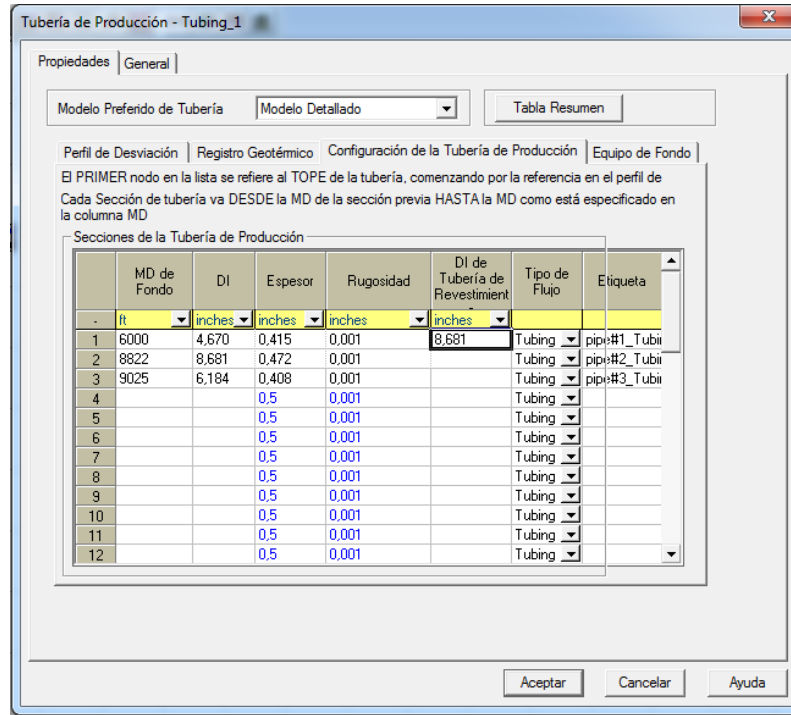 Tubería de Producción - Tubing_1
Propiedades General
Modelo Preferido de Tubería Modelo Detallado Tabla Resumen
Perfil de Desviación Registro Geotérmico Configuración de la Tubería de Producción Equipo de Fondo
El PRIMER nodo en la lista se refiere al TOPE de la tubería, comenzando por la referencia en el perfil de
Cada Sección de tubería va DESDE la MD de la sección previa HASTA la MD como está especificado en
la columna MD
Secciones de la Tubería de Producción
MD de Fondo DI Espesor Rugosidad DI de Tubería de Revestimient Tipo de Flujo Etiqueta
- ft inches inches inches inches
1 6000 4,670 0,415 0,001 8,681 Tubing pipe#1_Tubi
2 8822 8,681 0,472 0,001 Tubing pipe#2_Tubi
3 9025 6,184 0,408 0,001 Tubing pipe#3_Tubi
4 0,5 0,001 Tubing
5 0,5 0,001 Tubing
6 0,5 0,001 Tubing
7 0,5 0,001 Tubing
8 0,5 0,001 Tubing
9 0,5 0,001 Tubing
10 0,5 0,001 Tubing
11 0,5 0,001 Tubing
12 0,5 0,001 Tubing
Aceptar Cancelar Ayuda